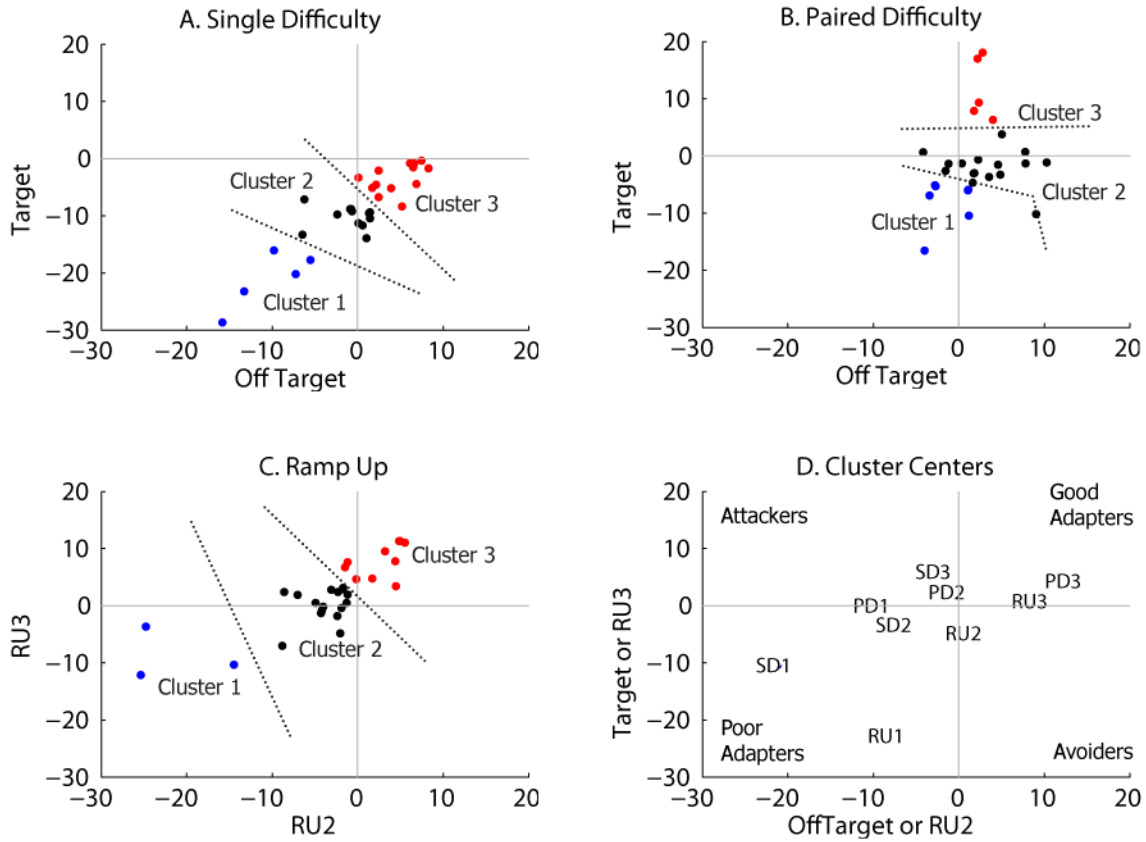 A. Single Difficulty
20
10
0
−10
−20
−30
−30
−20
−10
0
10
20
Target
Off Target
Cluster 2
Cluster 3
Cluster 1
B. Paired Difficulty
20
10
0
−10
−20
−30
−30
−20
−10
0
10
20
Target
Off Target
Cluster 3
Cluster 2
Cluster 1
C. Ramp Up
20
10
0
−10
−20
−30
−30
−20
−10
0
10
20
RU3
RU2
Cluster 3
Cluster 2
Cluster 1
D. Cluster Centers
20
10
0
−10
−20
−30
−30
−20
−10
0
10
20
Target or RU3
OffTarget or RU2
Attackers
Good
Adapters
SD3
PD2
PD3
PD1
RU3
SD2
RU2
SD1
RU1
Poor
Adapters
Avoiders